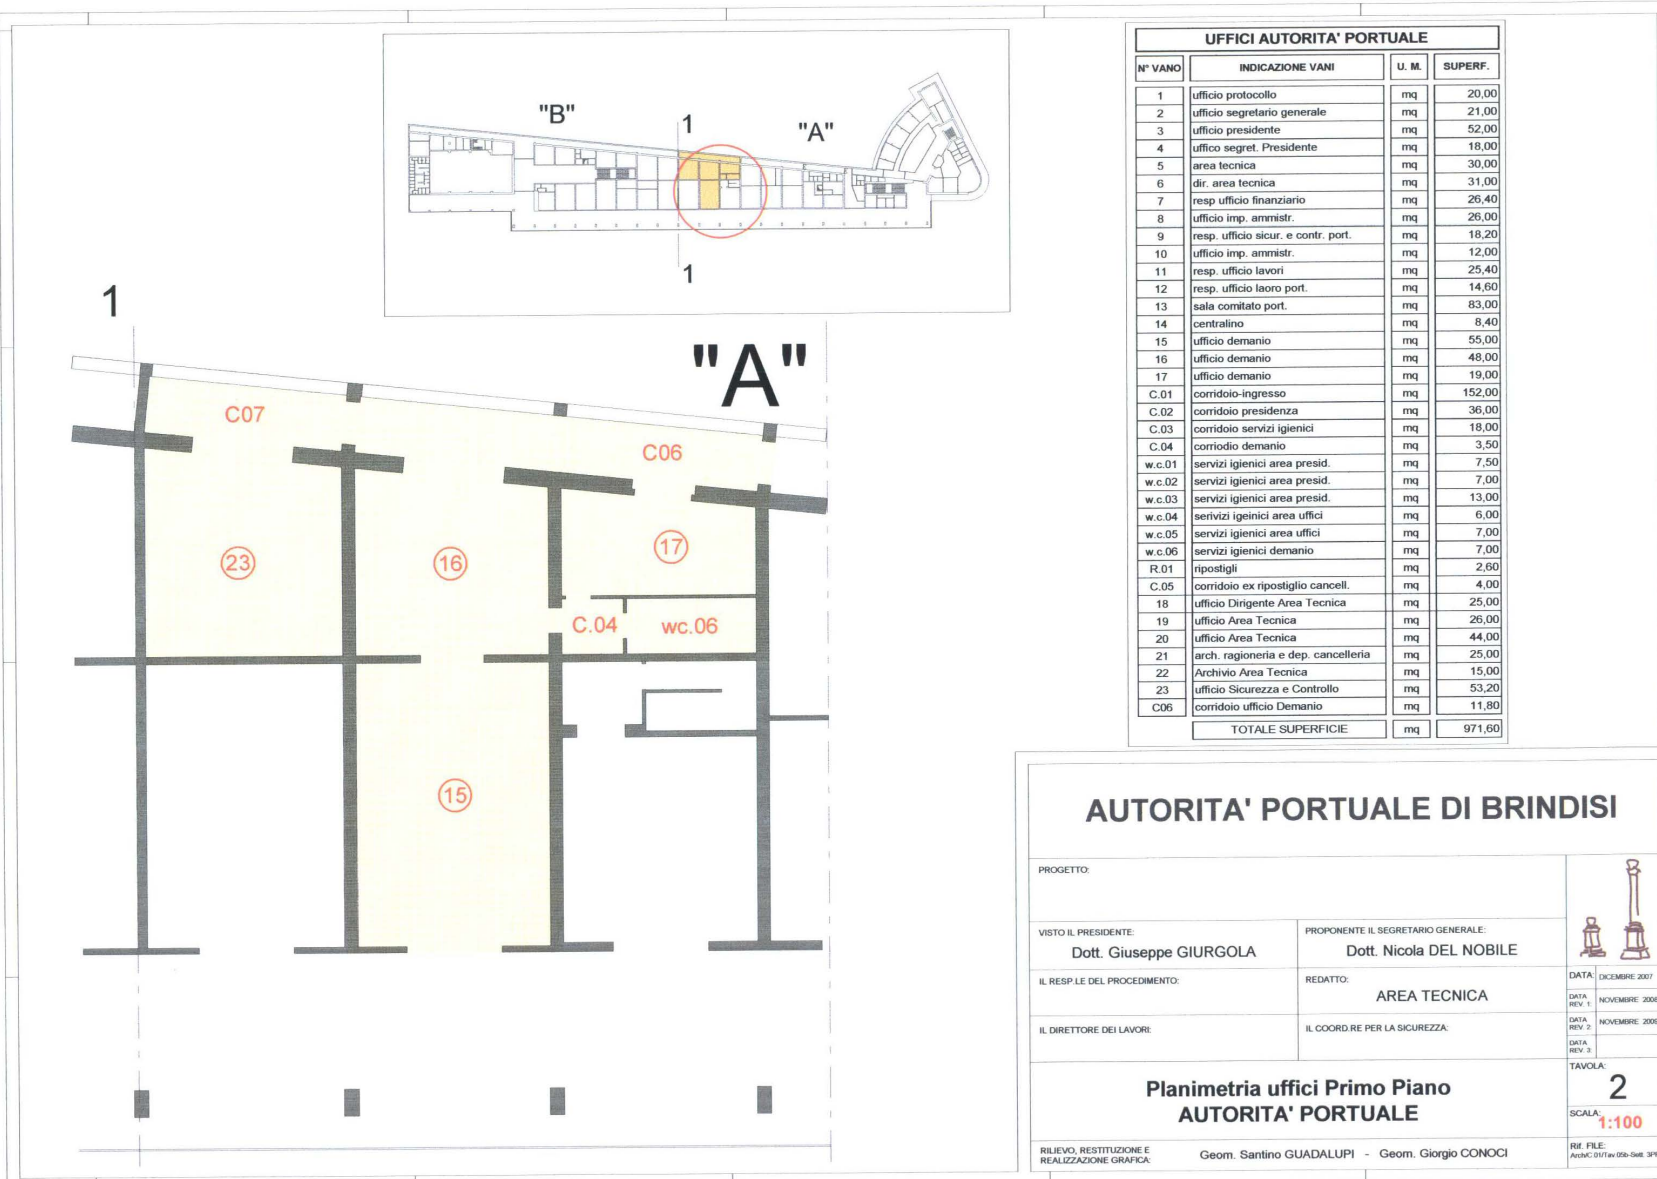 "B"
1
"A"
1
1
"A"
C07
C06
23
16
17
C.04
wc.06
15
UFFICI AUTORITA' PORTUALE
N° VANO INDICAZIONE VANI U. M. SUPERF.
1 ufficio protocollo mq 20,00
2 ufficio segretario generale mq 21,00
3 ufficio presidente mq 52,00
4 uffico segret. Presidente mq 18,00
5 area tecnica mq 30,00
6 dir. area tecnica mq 31,00
7 resp ufficio finanziario mq 26,40
8 ufficio imp. ammistr. mq 26,00
9 resp. ufficio sicur. e contr. port. mq 18,20
10 ufficio imp. ammistr. mq 12,00
11 resp. ufficio lavori mq 25,40
12 resp. ufficio laoro port. mq 14,60
13 sala comitato port. mq 83,00
14 centralino mq 8,40
15 ufficio demanio mq 55,00
16 ufficio demanio mq 48,00
17 ufficio demanio mq 19,00
C.01 corridoio-ingresso mq 152,00
C.02 corridoio presidenza mq 36,00
C.03 corridoio servizi igienici mq 18,00
C.04 corriodio demanio mq 3,50
w.c.01 servizi igienici area presid. mq 7,50
w.c.02 servizi igienici area presid. mq 7,00
w.c.03 servizi igienici area presid. mq 13,00
w.c.04 serivizi igeinici area uffici mq 6,00
w.c.05 servizi igienici area uffici mq 7,00
w.c.06 servizi igienici demanio mq 7,00
R.01 ripostigli mq 2,60
C.05 corridoio ex ripostiglio cancell. mq 4,00
18 ufficio Dirigente Area Tecnica mq 25,00
19 ufficio Area Tecnica mq 26,00
20 ufficio Area Tecnica mq 44,00
21 arch. ragioneria e dep. cancelleria mq 25,00
22 Archivio Area Tecnica mq 15,00
23 ufficio Sicurezza e Controllo mq 53,20
C06 corridoio ufficio Demanio mq 11,80
TOTALE SUPERFICIE mq 971,60
AUTORITA' PORTUALE DI BRINDISI
PROGETTO:
VISTO IL PRESIDENTE:
Dott. Giuseppe GIURGOLA
PROPONENTE IL SEGRETARIO GENERALE:
Dott. Nicola DEL NOBILE
IL RESP.LE DEL PROCEDIMENTO:
REDATTO:
AREA TECNICA
IL DIRETTORE DEI LAVORI:
IL COORD.RE PER LA SICUREZZA:
DATA: DICEMBRE 2007
DATA REV. 1: NOVEMBRE 2008
DATA REV. 2: NOVEMBRE
DATA REV. 3:
Planimetria uffici Primo Piano
AUTORITA' PORTUALE
TAVOLA:
2
SCALA:
1:100
RILIEVO, RESTITUZIONE E
REALIZZAZIONE GRAFICA:
Geom. Santino GUADALUPI - Geom. Giorgio CONOCI
Rif. FILE: